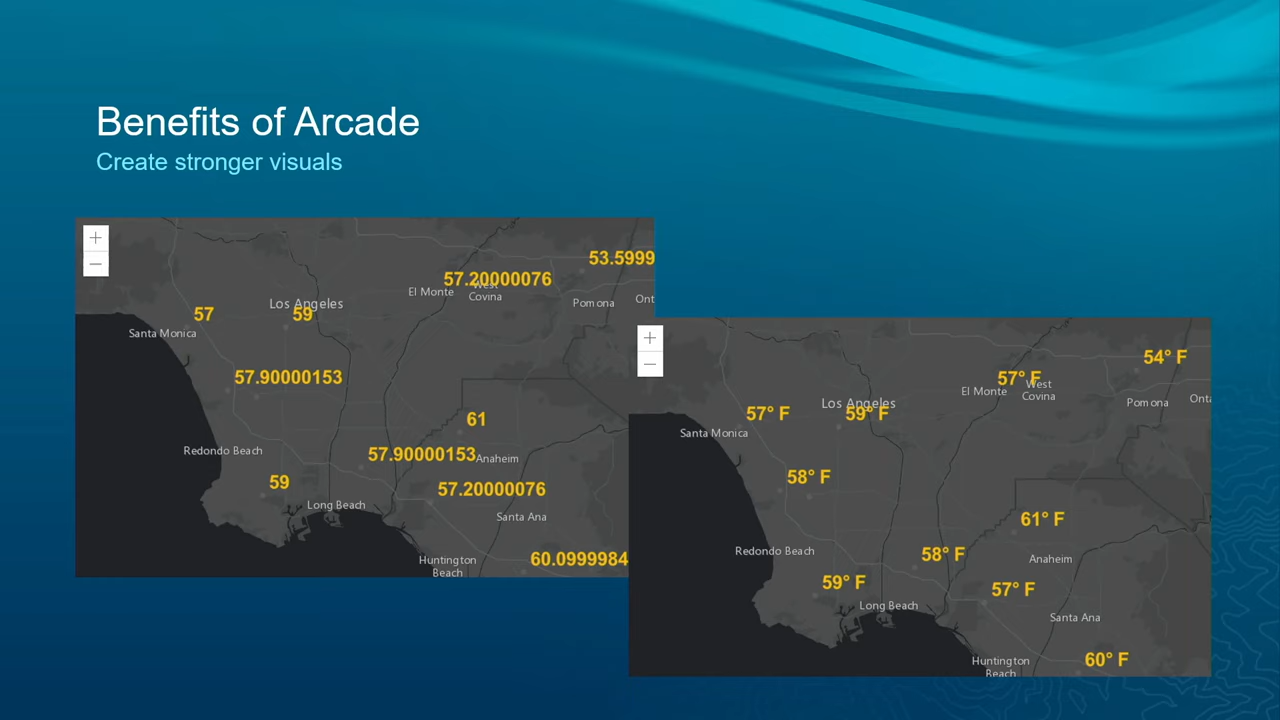 Benefits of Arcade
Create stronger visuals
53.5999
57.20000076
El Monte
West
Covina
Pomona
Ont
Los Angeles
57
59
Santa Monica
57.90000153
61
Redondo Beach
57.90000153
Anaheim
59
57.20000076
Long Beach
Santa Ana
Huntington
Beach
60.0999984
54° F
57° F
El Monte
West
Covina
Pomona
Onta
Los Angeles
57° F
59° F
Santa Monica
58° F
61° F
Redondo Beach
58° F
Anaheim
59° F
57° F
Long Beach
Santa Ana
Huntington
Beach
60° F